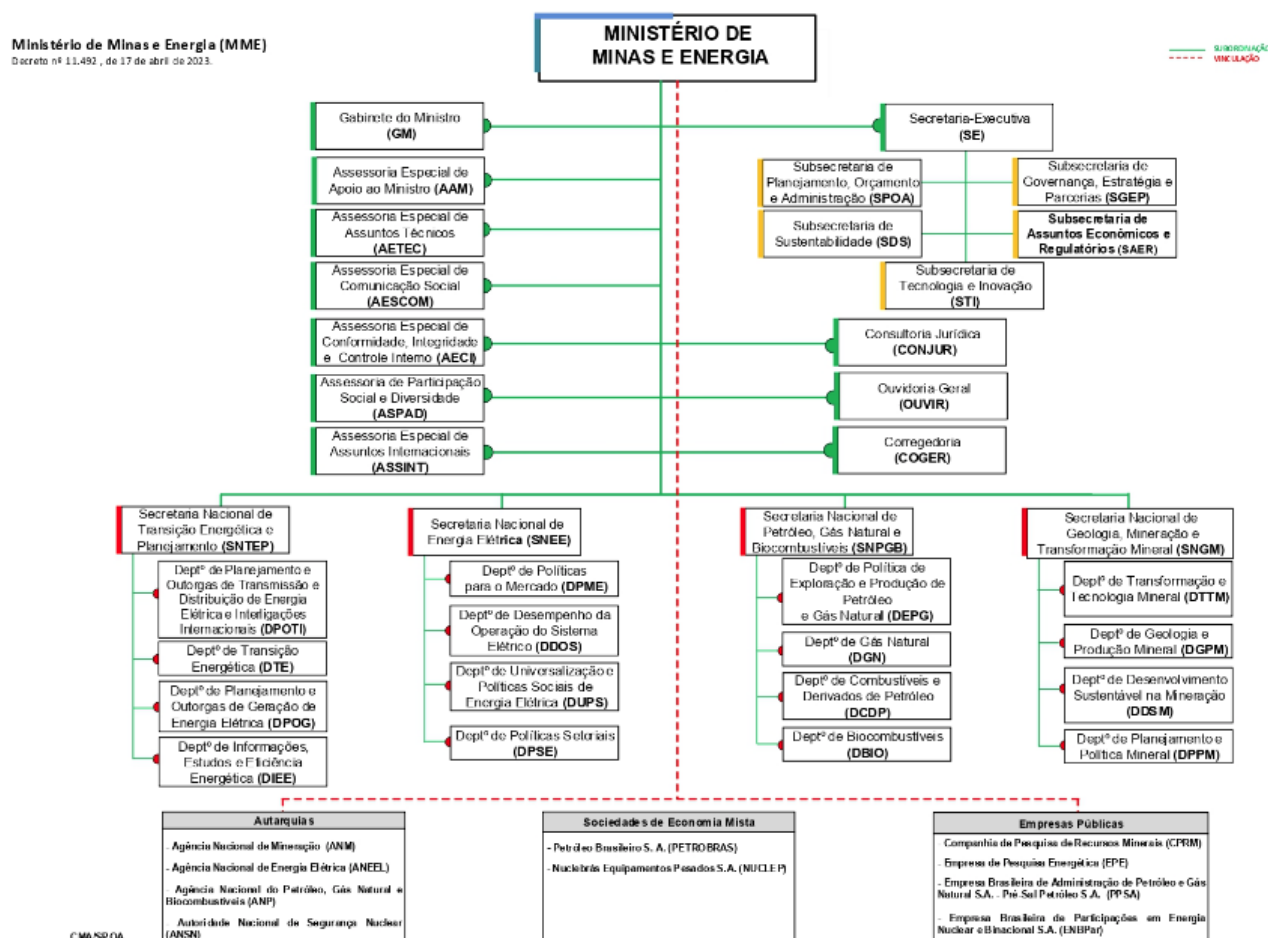 Ministério de Minas e Energia (MME)
Decreto nº 11.492 , de 17 de abril de 2023.
MINISTÉRIO DE
MINAS E ENERGIA
SUBORDINAÇÃO
VINCULAÇÃO
Gabinete do Ministro
(GM)
Secretaria-Executiva
(SE)
Assessoria Especial de
Apoio ao Ministro (AAM)
Subsecretaria de
Planejamento, Orçamento
e Administração (SPOA)
Subsecretaria de
Governança, Estratégia e
Parcerias (SGEP)
Assessoria Especial de
Assuntos Técnicos
(AETEC)
Subsecretaria de
Sustentabilidade (SDS)
Subsecretaria de
Assuntos Econômicos e
Regulatórios (SAER)
Assessoria Especial de
Comunicação Social
(AESCOM)
Subsecretaria de
Tecnologia e Inovação
(STI)
Assessoria Especial de
Conformidade, Integridade
e Controle Interno (AECI)
Consultoria Jurídica
(CONJUR)
Assessoria de Participação
Social e Diversidade
(ASPAD)
Ouvidoria Geral
(OUVIR)
Assessoria Especial de
Assuntos Internacionais
(ASSINT)
Corregedoria
(COGER)
Secretaria Nacional de
Transição Energética e
Planejamento (SNTEP)
Deptº de Planejamento e
Outorgas de Transmissão e
Distribuição de Energia
Elétrica e Interligações
Internacionais (DPOTI)
Deptº de Transição
Energética (DTE)
Deptº de Planejamento e
Outorgas de Geração de
Energia Elétrica (DPOG)
Deptº de Informações,
Estudos e Eficiência
Energética (DIEE)
Secretaria Nacional de
Energia Elétrica (SNEE)
Deptº de Políticas
para o Mercado (DPME)
Deptº de Desempenho da
Operação do Sistema
Elétrico (DDOS)
Deptº de Universalização e
Políticas Sociais de
Energia Elétrica (DUPS)
Deptº de Políticas Setoriais
(DPSE)
Secretaria Nacional de
Petróleo, Gás Natural e
Biocombustíveis (SNPGB)
Deptº de Política de
Exploração e Produção de
Petróleo
e Gás Natural (DEPG)
Deptº de Gás Natural
(DGN)
Deptº de Combustíveis e
Derivados de Petróleo
(DCDP)
Deptº de Biocombustíveis
(DBIO)
Secretaria Nacional de
Geologia, Mineração e
Transformação Mineral (SNGM)
Deptº de Transformação e
Tecnologia Mineral (DTTM)
Deptº de Geologia e
Produção Mineral (DGPM)
Deptº de Desenvolvimento
Sustentável na Mineração
(DDSM)
Deptº de Planejamento e
Política Mineral (DPPM)
Autarquias
- Agência Nacional de Mineração (ANM)
- Agência Nacional de Energia Elétrica (ANEEL)
- Agência Nacional do Petróleo, Gás Natural e
Biocombustíveis (ANP)
- Autoridade Nacional de Segurança Nuclear
(ANSN)
Sociedades de Economia Mista
- Petróleo Brasileiro S. A. (PETROBRAS)
- Nuclebrás Equipamentos Pesados S.A. (NUCLEP)
Empresas Públicas
- Companhia de Pesquisa de Recursos Minerais (CPRM)
- Empresa de Pesquisa Energética (EPE)
- Empresa Brasileira de Administração de Petróleo e Gás
Natural S.A. - Pré-Sal Petróleo S.A. (PPSA)
- Empresa Brasileira de Participações em Energia
Nuclear e Binacional S.A. (ENBPar)
CMA/SPOA